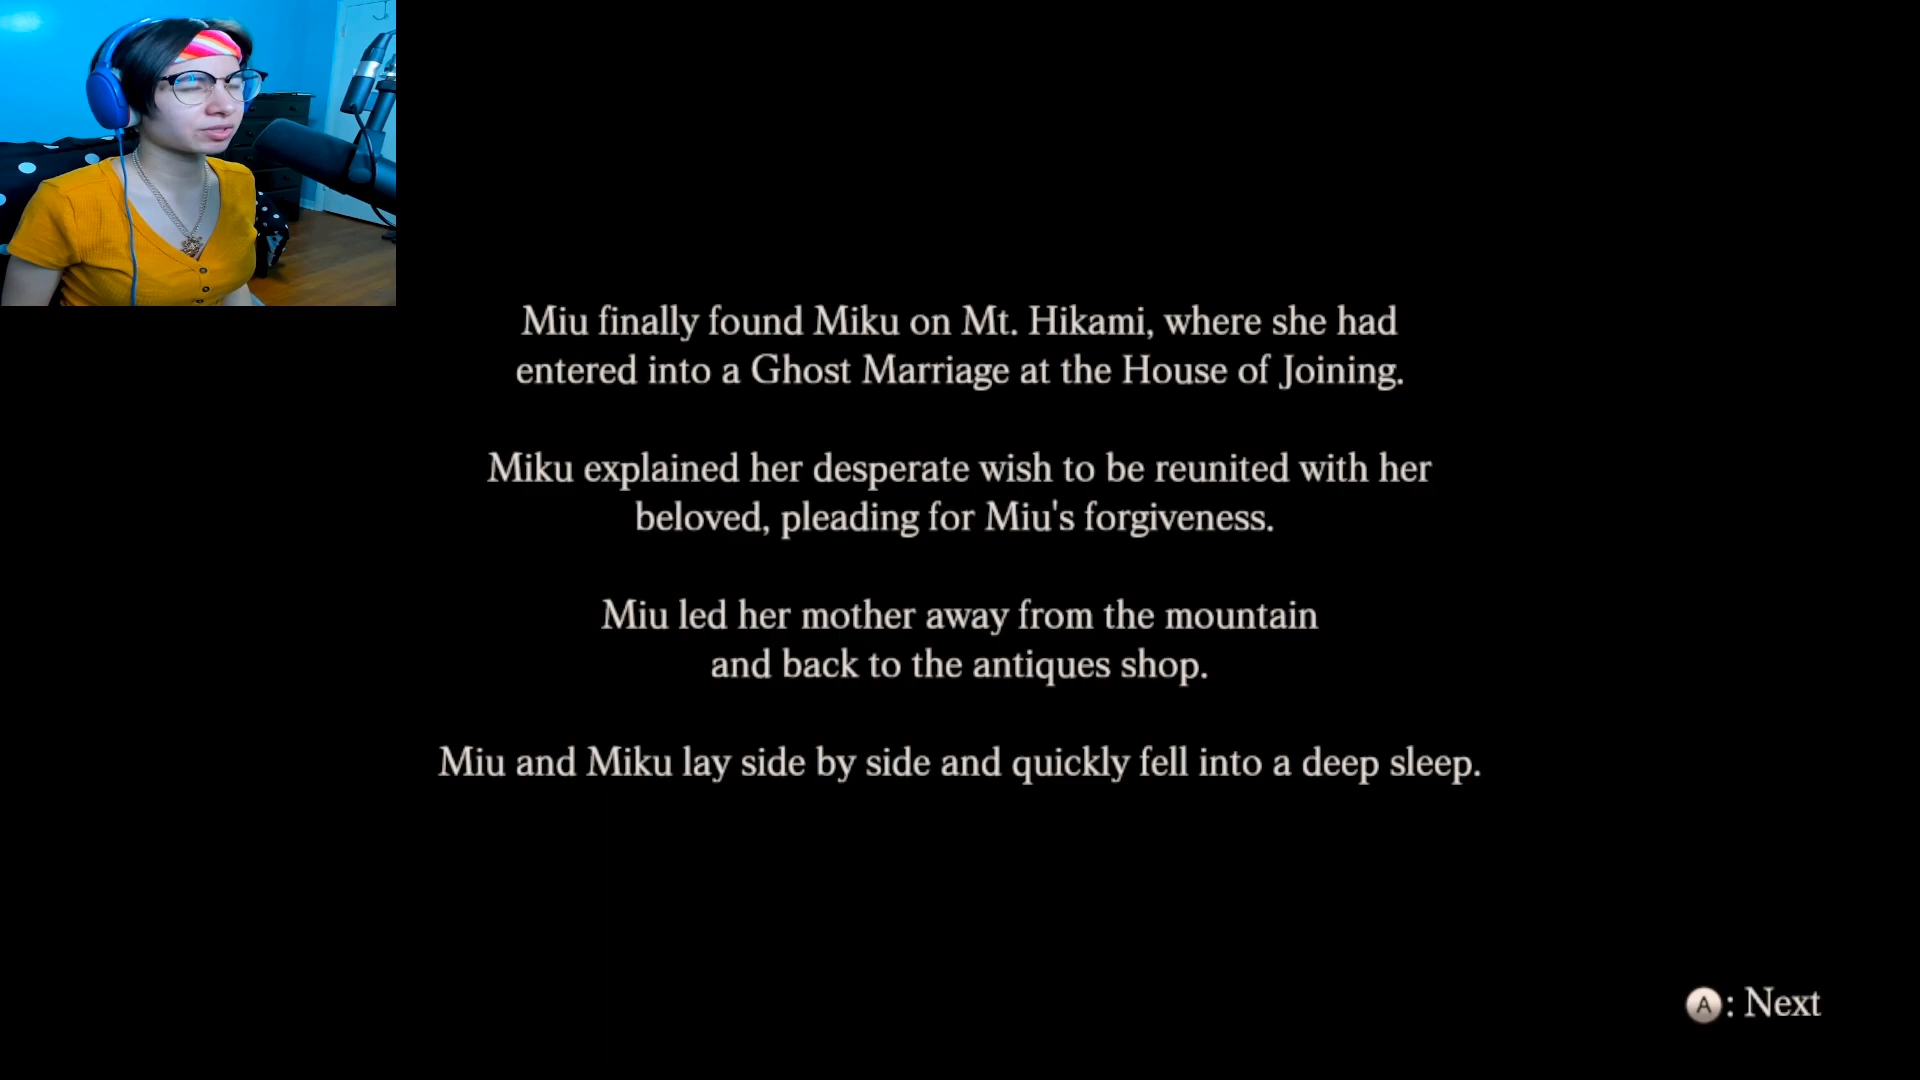 Miu finally found Miku on Mt. Hikami, where she had
entered into a Ghost Marriage at the House of Joining.
Miku explained her desperate wish to be reunited with her
beloved, pleading for Miu's forgiveness.
Miu led her mother away from the mountain
and back to the antiques shop.
Miu and Miku lay side by side and quickly fell into a deep sleep.
A: Next